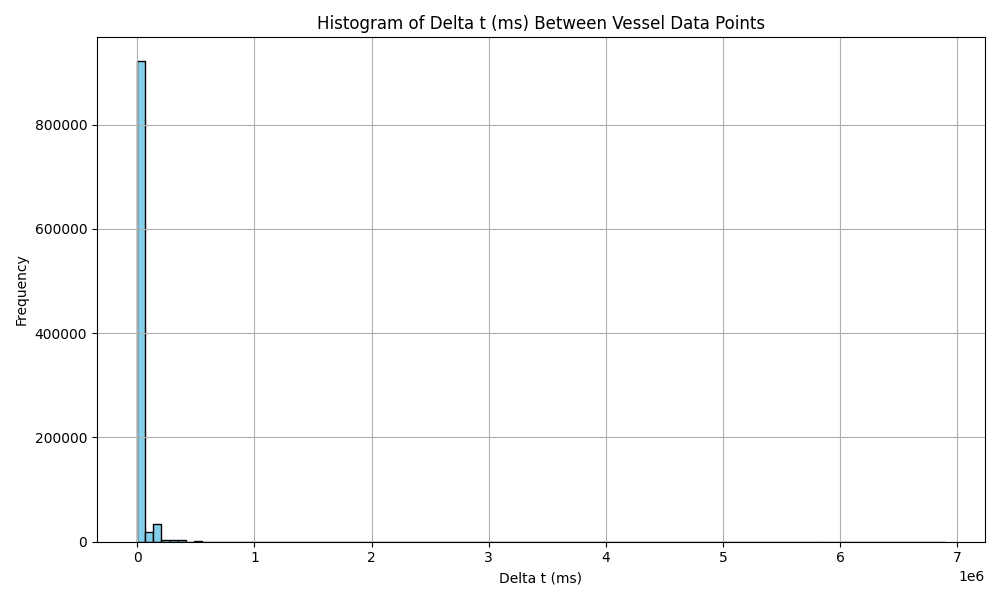 Histogram of Delta t (ms) Between Vessel Data Points
Frequency
800000
600000
400000
200000
0
0 1 2 3 4 5 6 7
1e6
Delta t (ms)